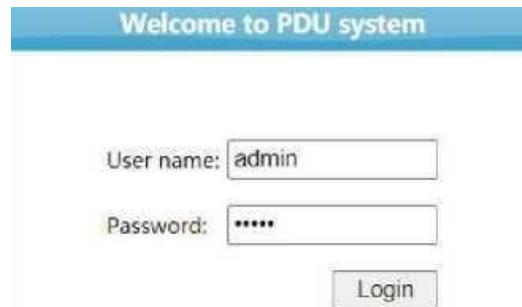 Welcome to PDU system
User name: admin
Password: •••••
Login